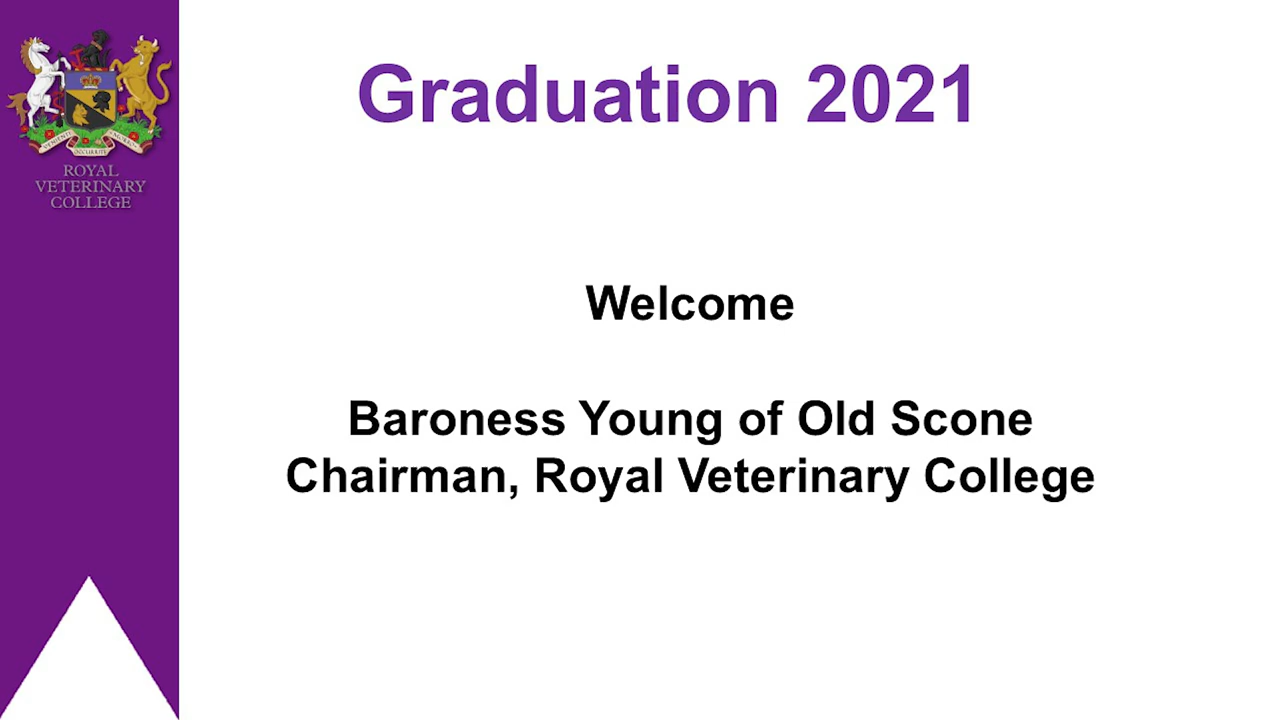 ROYAL
VETERINARY
COLLEGE
Graduation 2021
Welcome
Baroness Young of Old Scone
Chairman, Royal Veterinary College